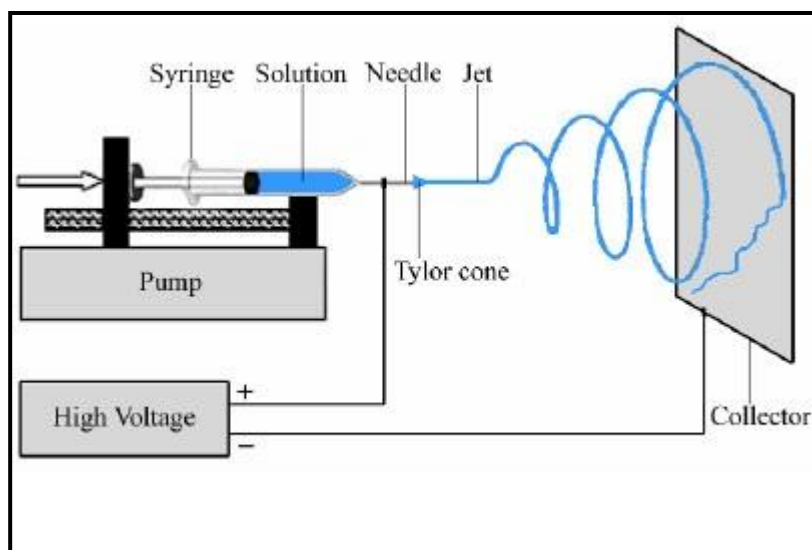 Syringe Solution Needle Jet
Tylor cone
Pump
+
High Voltage
−
Collector